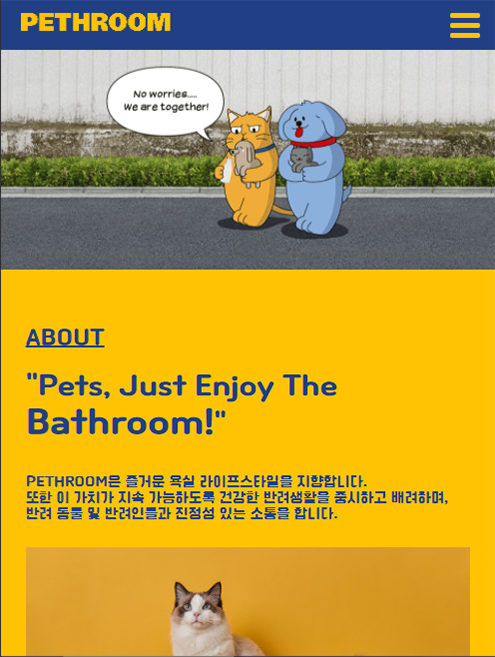 PETHROOM
No worries....
We are together!
ABOUT
"Pets, Just Enjoy The
Bathroom!"
PETHROOM은 즐거운 욕실 라이프스타일을 지향합니다.
또한 이 가치가 지속 가능하도록 건강한 반려생활을 중시하고 배려하며,
반려 동물 및 반려인들과 진정성 있는 소통을 합니다.